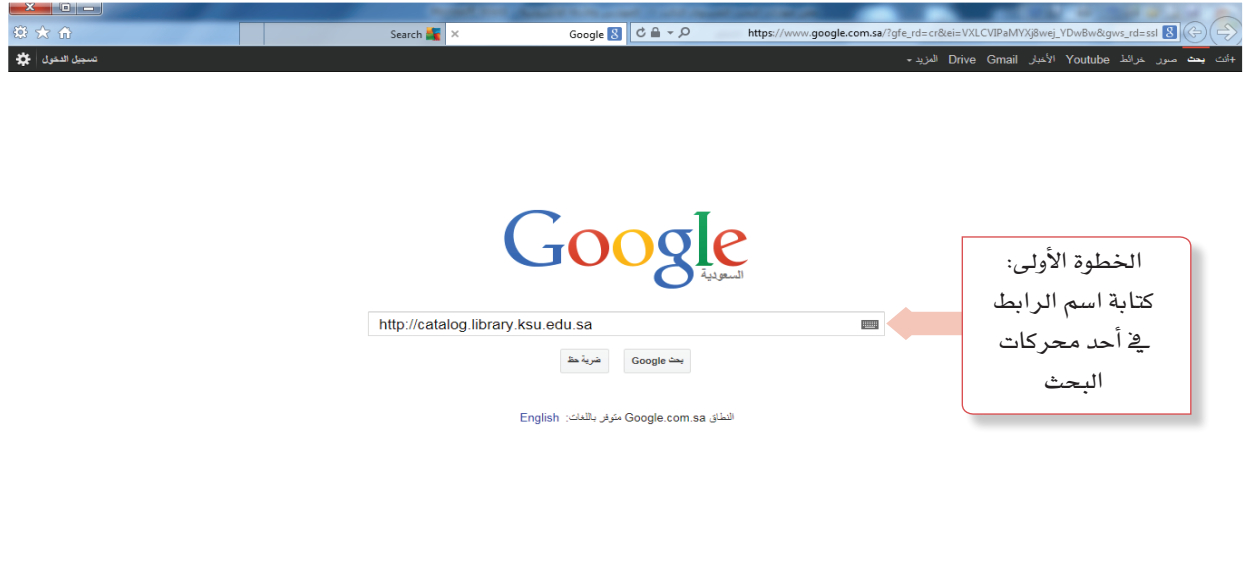 Search
Google
https://www.google.com.sa/?gfe_rd=cr&ei=VXLCVIPaMYXj8wej_YDwBw&gws_rd=ssl
+أنت بحث صور خرائط Youtube الأخبار Gmail Drive المزيد
تسجيل الدخول
Google
السعودية
http://catalog.library.ksu.edu.sa
بحث Google
ضربة حظ
النطاق Google.com.sa متوفر باللغات: English
الخطوة الأولى:
كتابة اسم الرابط
في أحد محركات
البحث